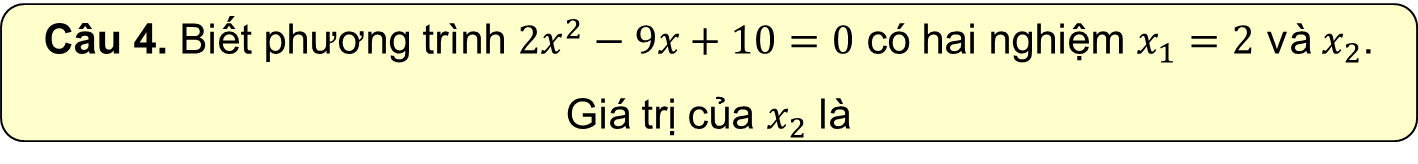 Câu 4. Biết phương trình 2x² − 9x + 10 = 0 có hai nghiệm x₁ = 2 và x₂.
Giá trị của x₂ là